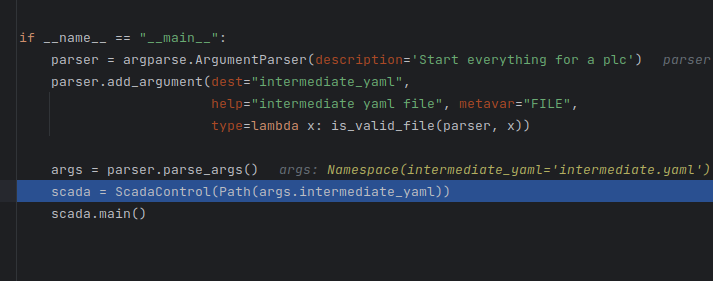 if __name__ == "__main__":
    parser = argparse.ArgumentParser(description='Start everything for a plc')   parser
    parser.add_argument(dest="intermediate_yaml",
                        help="intermediate yaml file", metavar="FILE",
                        type=lambda x: is_valid_file(parser, x))
    args = parser.parse_args()   args: Namespace(intermediate_yaml='intermediate.yaml')
    scada = ScadaControl(Path(args.intermediate_yaml))
    scada.main()